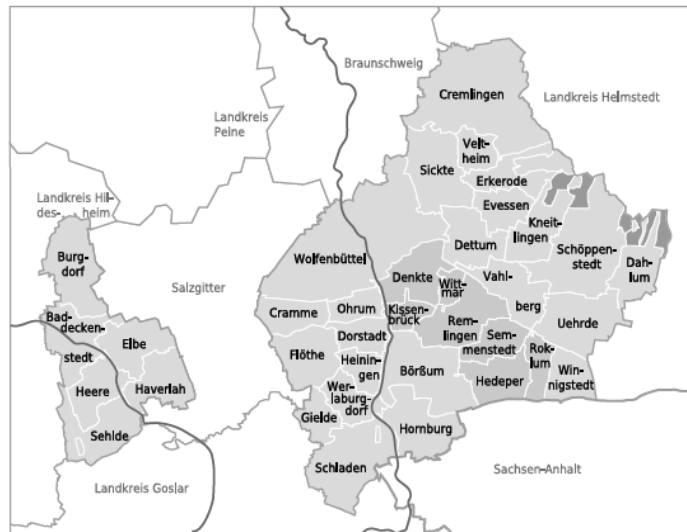 Braunschweig
Cremlingen
Landkreis Helmstedt
Landkreis
Peine
Velt-
heim
Sickte
Erkerode
Landkreis Hil-
des-
heim
Evessen
Kneit-
lingen
Burg-
dorf
Wolfenbüttel
Dettum
Schöppen-
stedt
Dah-
lum
Denkte
Witt-
mar
Vahl-
berg
Salzgitter
Bad-
decken-
stedt
Elbe
Cramme
Ohrum
Kissen-
brück
Rem-
lingen
Uehrde
Dorstadt
Sem-
menstedt
Rok-
lum
Flöthe
Heinin-
gen
Börßum
Win-
nigstedt
Heere
Haverlah
Hedeper
Wer-
laburg-
dorf
Gielde
Hornburg
Sehlde
Schladen
Sachsen-Anhalt
Landkreis Goslar